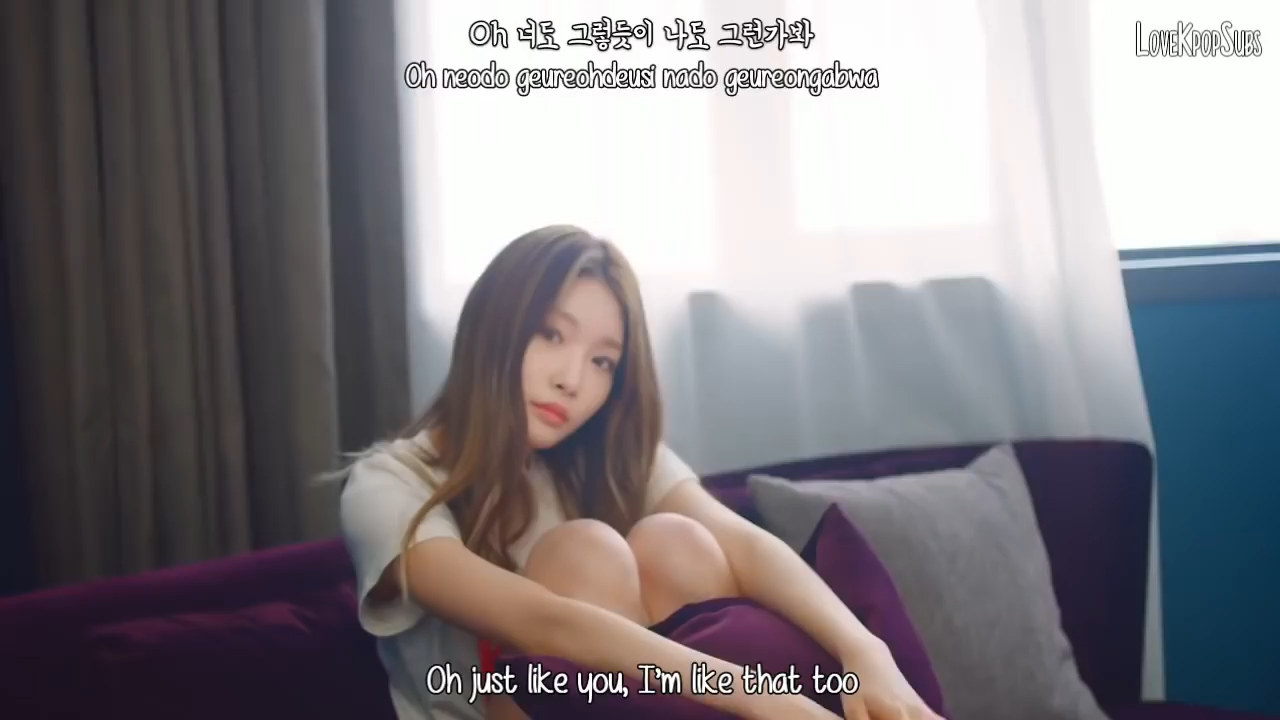 Oh 너도 그렇듯이 나도 그런가봐
LoveKpopSubs
Oh neodo geureohdeusi nado geureongabwa
Oh just like you, I'm like that too